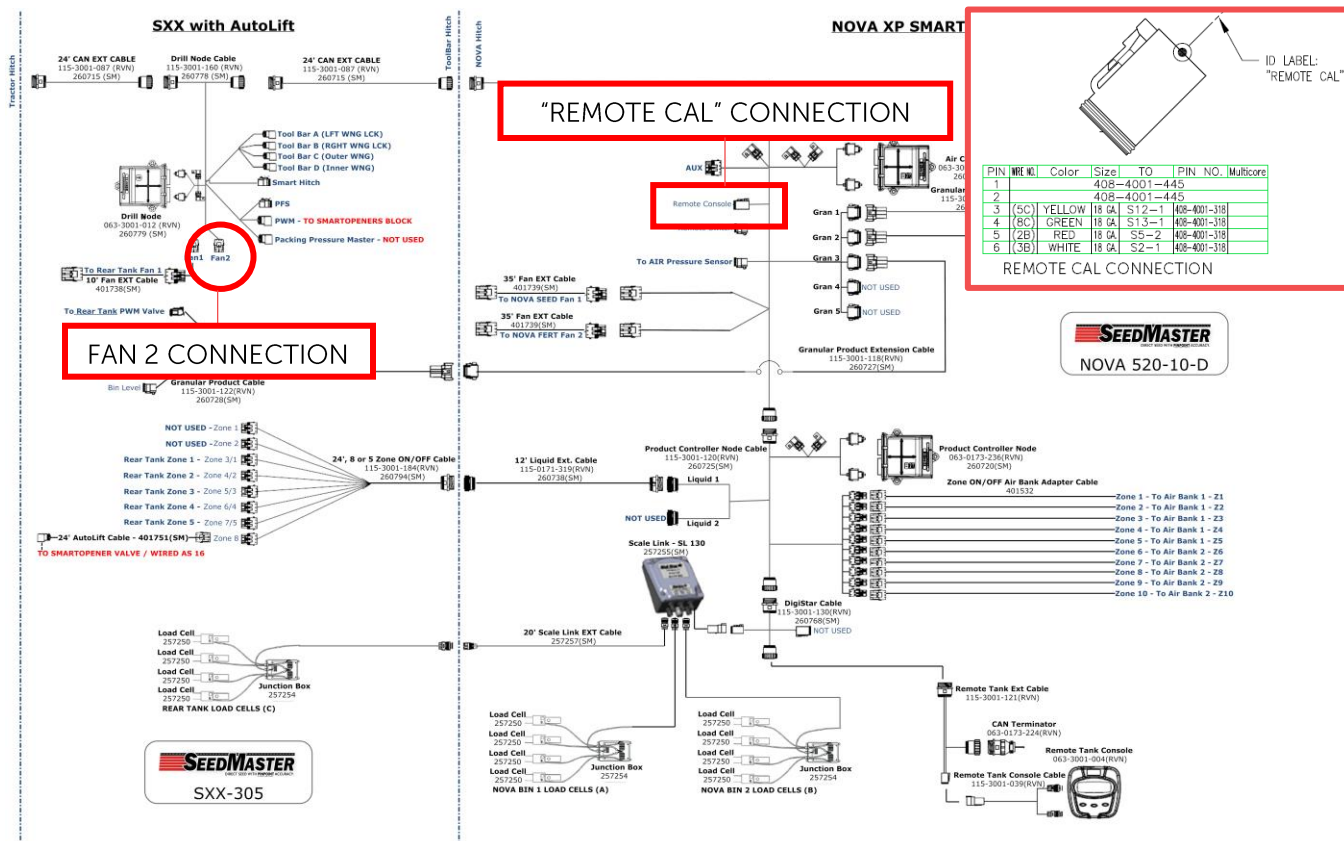 SXX with AutoLift
NOVA XP SMART
Tractor Hitch
ToolBar Hitch
NOVA Hitch
24' CAN EXT CABLE
115-3001-087 (RVN)
260715 (SM)
Drill Node Cable
115-3001-160 (RVN)
260778 (SM)
24' CAN EXT CABLE
115-3001-087 (RVN)
260715 (SM)
Tool Bar A (LFT WNG LCK)
Tool Bar B (RGHT WNG LCK)
Tool Bar C (Outer WNG)
Tool Bar D (Inner WNG)
Smart Hitch
PFS
PWM - TO SMARTOPENERS BLOCK
Packing Pressure Master - NOT USED
Drill Node
063-3001-012 (RVN)
260779 (SM)
Fan2
To Rear Tank Fan 1
10' Fan EXT Cable
401738(SM)
To Rear Tank PWM Valve
FAN 2 CONNECTION
Bin Level
Granular Product Cable
115-3001-122(RVN)
260728(SM)
"REMOTE CAL" CONNECTION
AUX
Remote Console
To AIR Pressure Sensor
Air C
063-30
Granular
Gran 1
Gran 2
Gran 3
Gran 4
NOT USED
Gran 5
NOT USED
35' Fan EXT Cable
401739(SM)
To NOVA SEED Fan 1
35' Fan EXT Cable
401739(SM)
To NOVA FERT Fan 2
Granular Product Extension Cable
115-3001-118(RVN)
260727(SM)
ID LABEL:
"REMOTE CAL"
PIN WIRE NO. Color Size TO PIN NO. Multicore
1 408-4001-445
2 408-4001-445
3 (5C) YELLOW 18 GA. S12-1 408-4001-318
4 (8C) GREEN 18 GA. S13-1 408-4001-318
5 (2B) RED 18 GA. S5-2 408-4001-318
6 (3B) WHITE 18 GA. S2-1 408-4001-318
REMOTE CAL CONNECTION
SEEDMASTER
NOVA 520-10-D
NOT USED - Zone 1
NOT USED - Zone 2
Rear Tank Zone 1 - Zone 3/1
Rear Tank Zone 2 - Zone 4/2
Rear Tank Zone 3 - Zone 5/3
Rear Tank Zone 4 - Zone 6/4
Rear Tank Zone 5 - Zone 7/5
24' AutoLift Cable - 401751(SM)
Zone 8
TO SMARTOPENER VALVE / WIRED AS 16
24', 8 or 5 Zone ON/OFF Cable
115-3001-184(RVN)
260794(SM)
12' Liquid Ext. Cable
115-0171-319(RVN)
260738(SM)
Product Controller Node Cable
115-3001-120(RVN)
260725(SM)
Liquid 1
NOT USED
Liquid 2
Product Controller Node
063-0173-236(RVN)
260720(SM)
Zone ON/OFF Air Bank Adapter Cable
401532
Zone 1 - To Air Bank 1 - Z1
Zone 2 - To Air Bank 1 - Z2
Zone 3 - To Air Bank 1 - Z3
Zone 4 - To Air Bank 1 - Z4
Zone 5 - To Air Bank 1 - Z5
Zone 6 - To Air Bank 2 - Z6
Zone 7 - To Air Bank 2 - Z7
Zone 8 - To Air Bank 2 - Z8
Zone 9 - To Air Bank 2 - Z9
Zone 10 - To Air Bank 2 - Z10
Scale Link - SL 130
257255(SM)
DigiStar Cable
115-3001-130(RVN)
260768(SM)
NOT USED
20' Scale Link EXT Cable
257257(SM)
Load Cell
257250
Load Cell
257250
Load Cell
257250
Load Cell
257250
Junction Box
257254
REAR TANK LOAD CELLS (C)
Load Cell
257250
Load Cell
257250
Load Cell
257250
Load Cell
257250
Junction Box
257254
NOVA BIN 1 LOAD CELLS (A)
Load Cell
257250
Load Cell
257250
Load Cell
257250
Load Cell
257250
Junction Box
257254
NOVA BIN 2 LOAD CELLS (B)
Remote Tank Ext Cable
115-3001-121(RVN)
CAN Terminator
063-0173-224(RVN)
Remote Tank Console
063-3001-004(RVN)
Remote Tank Console Cable
115-3001-039(RVN)
SEEDMASTER
SXX-305